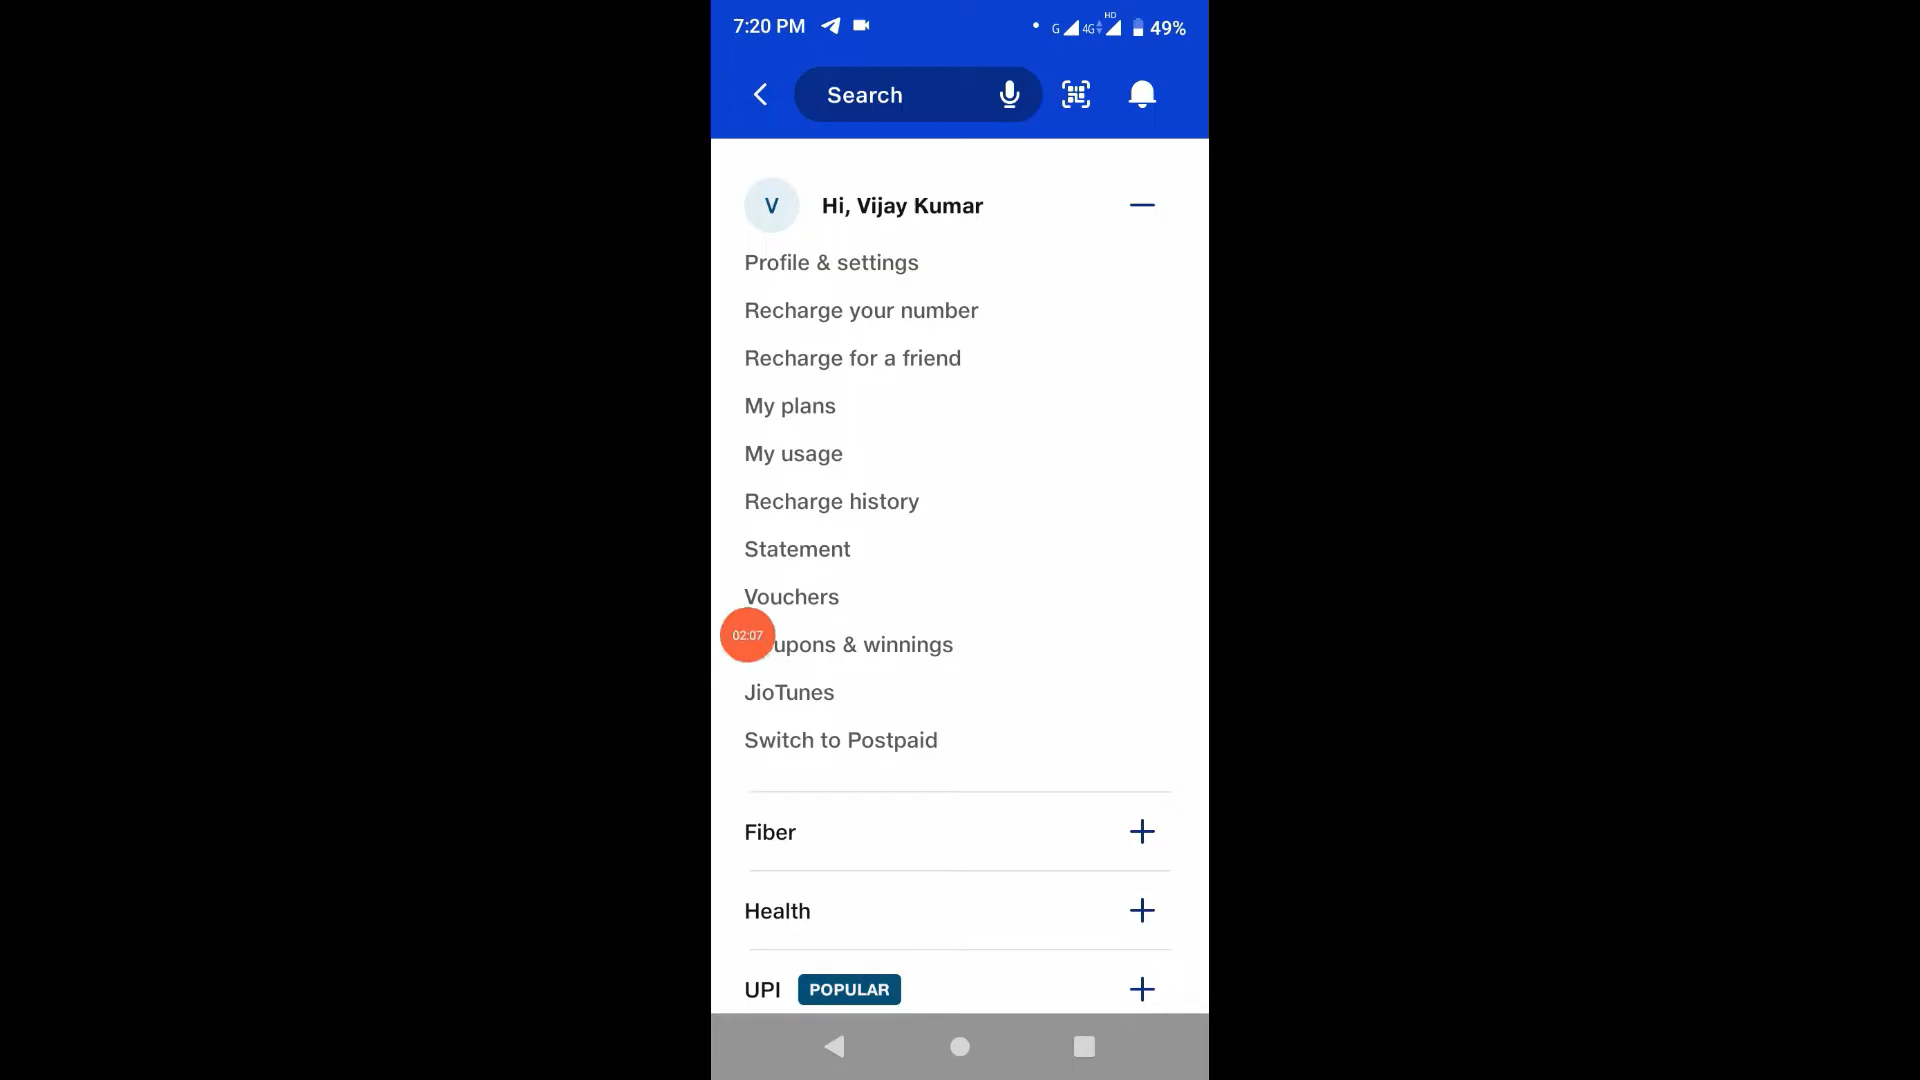 7:20 PM
G
4G
HD
49%
Search
V
Hi, Vijay Kumar
Profile & settings
Recharge your number
Recharge for a friend
My plans
My usage
Recharge history
Statement
Vouchers
02:07
upons & winnings
JioTunes
Switch to Postpaid
Fiber
Health
UPI POPULAR